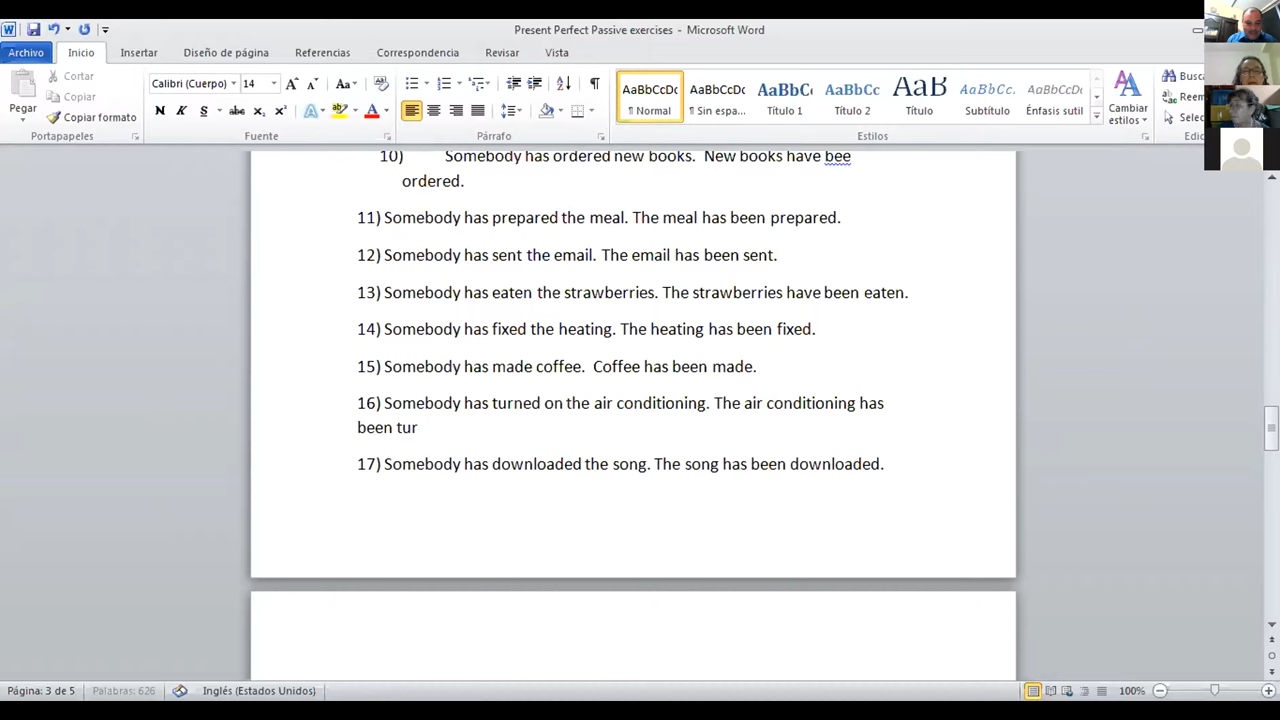 Present Perfect Passive exercises - Microsoft Word
Archivo Inicio Insertar Diseño de página Referencias Correspondencia Revisar Vista
Pegar
Cortar
Copiar
Copiar formato
Portapapeles
Calibri (Cuerpo) 14
Fuente
Párrafo
AaBbCcDc AaBbCcDc AaBbC AaBbCc AaB AaBbCc. AaBbCcDc
¶ Normal ¶ Sin espa... Título 1 Título 2 Título Subtítulo Énfasis sutil
Cambiar estilos
Estilos
Busca
Reem
Selec
10) Somebody has ordered new books. New books have bee
ordered.
11) Somebody has prepared the meal. The meal has been prepared.
12) Somebody has sent the email. The email has been sent.
13) Somebody has eaten the strawberries. The strawberries have been eaten.
14) Somebody has fixed the heating. The heating has been fixed.
15) Somebody has made coffee. Coffee has been made.
16) Somebody has turned on the air conditioning. The air conditioning has
been tur
17) Somebody has downloaded the song. The song has been downloaded.
Página: 3 de 5 Palabras: 626 Inglés (Estados Unidos) 100%